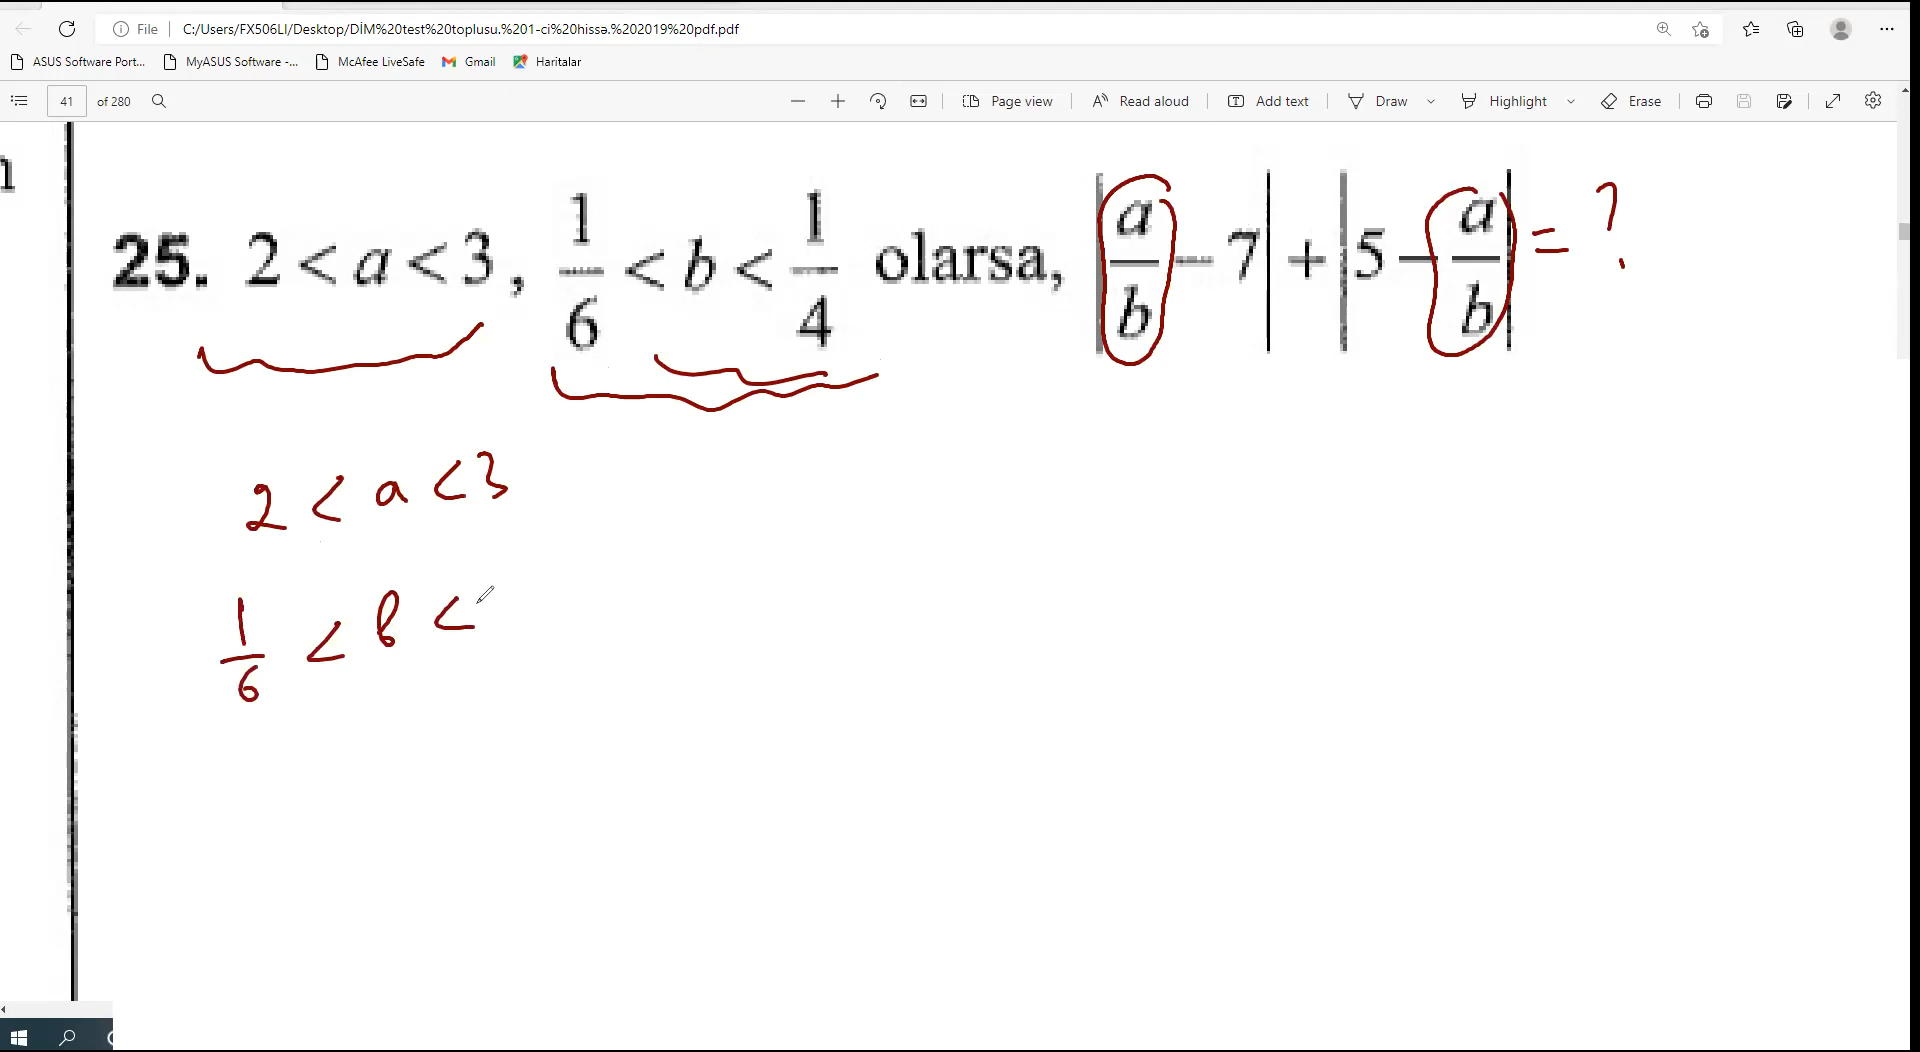 File C:/Users/FX506LI/Desktop/DİM%20test%20toplusu.%201-ci%20hissə.%202019%20pdf.pdf
ASUS Software Port... MyASUS Software -... McAfee LiveSafe Gmail Haritalar
41 of 280 Page view Read aloud Add text Draw Highlight Erase
25. 2 < a < 3, 1/6 < b < 1/4 olarsa, |a/b − 7| + |5 − a/b| = ?
2 < a < 3
1/6 < b <